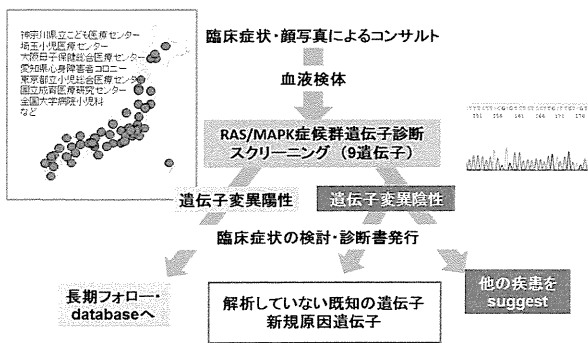 神奈川県立こども医療センター
埼玉小児医療センター
大阪母子保健総合医療センター
愛知県心身障害者コロニー
東京都立小児総合医療センター
国立成育医療研究センター
全国大学病院小児科
など
臨床症状・顔写真によるコンサルト
血液検体
RAS/MAPK症候群遺伝子診断
スクリーニング（9遺伝子）
遺伝子変異陽性
遺伝子変異陰性
臨床症状の検討・診断書発行
長期フォロー・
databaseへ
解析していない既知の遺伝子
新規原因遺伝子
他の疾患を
suggest